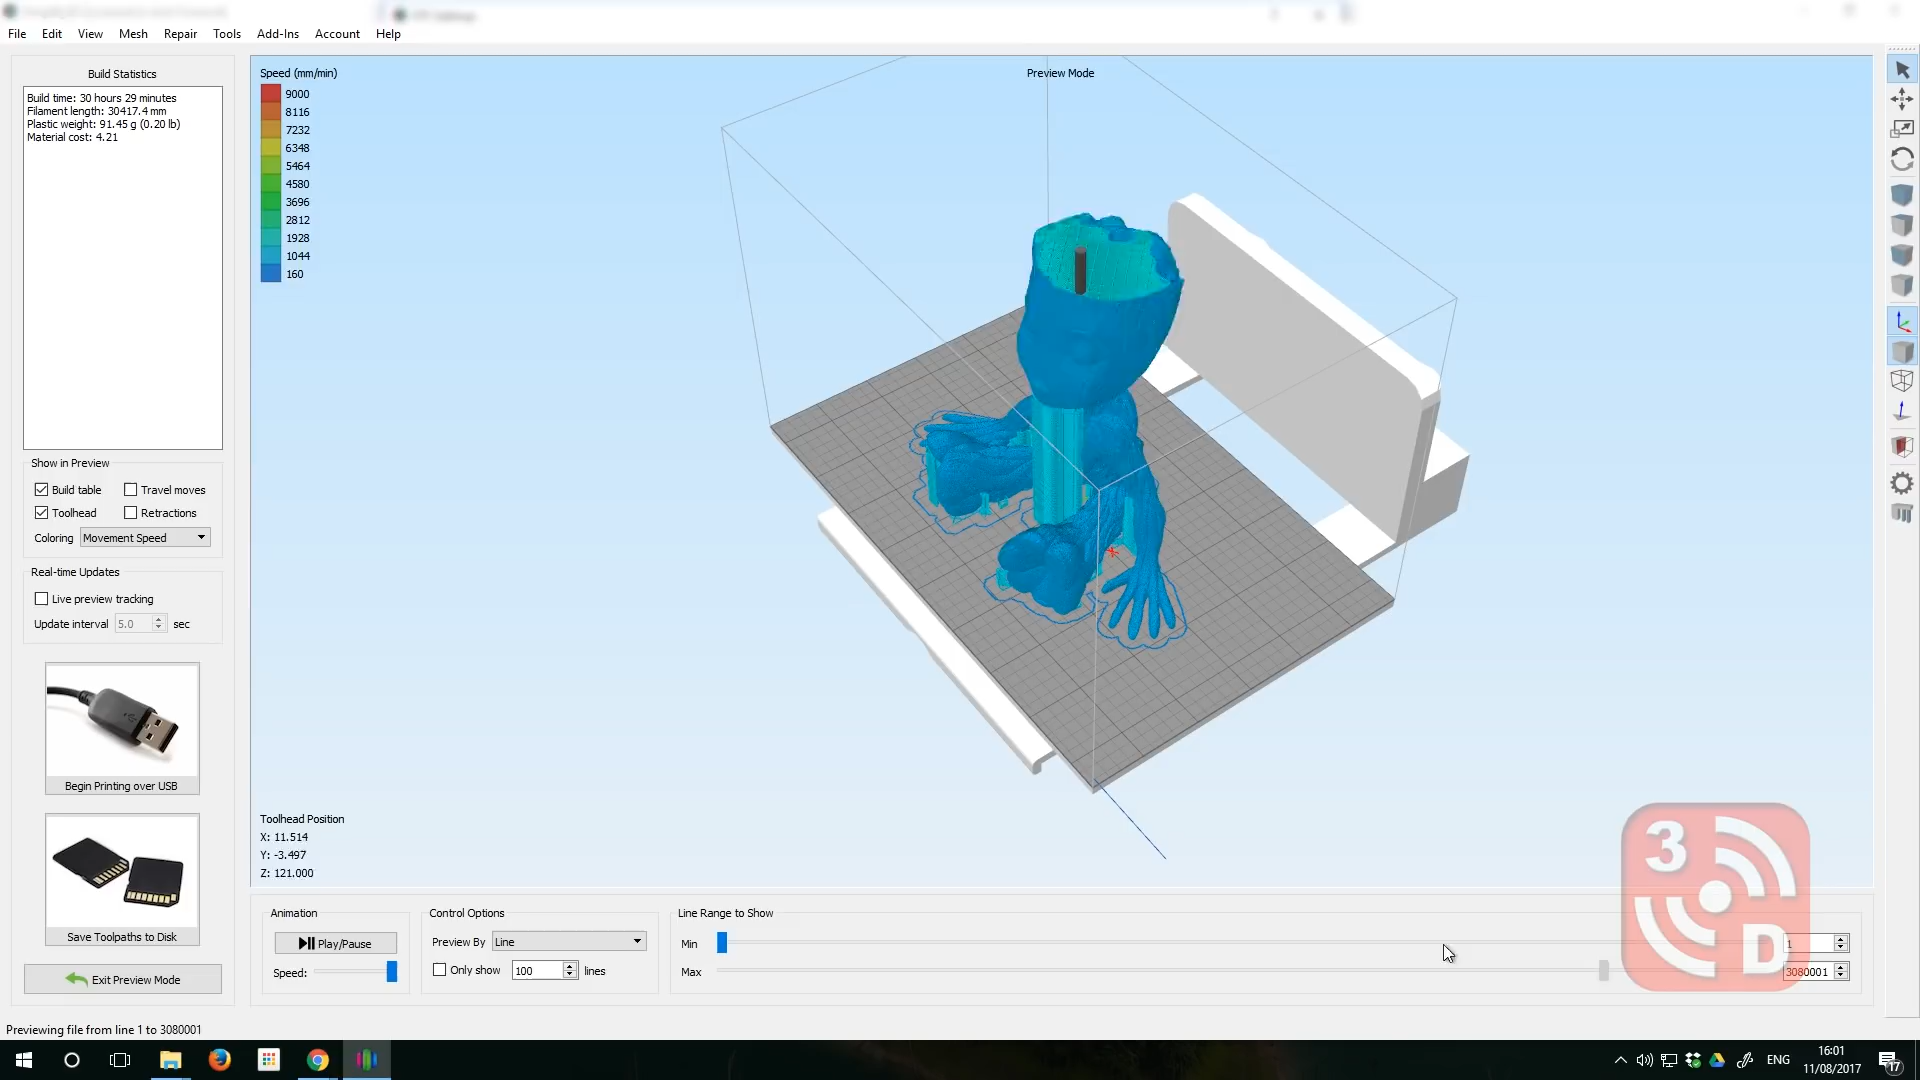 File Edit View Mesh Repair Tools Add-Ins Account Help
Build Statistics
Build time: 30 hours 29 minutes
Filament length: 30417.4 mm
Plastic weight: 91.45 g (0.20 lb)
Material cost: 4.21
Show in Preview
Build table
Travel moves
Toolhead
Retractions
Coloring
Movement Speed
Real-time Updates
Live preview tracking
Update interval 5.0 sec
Begin Printing over USB
Save Toolpaths to Disk
Exit Preview Mode
Speed (mm/min)
9000
8116
7232
6348
5464
4580
3696
2812
1928
1044
160
Preview Mode
Toolhead Position
X: 11.514
Y: -3.497
Z: 121.000
Animation
Play/Pause
Speed:
Control Options
Preview By Line
Only show 100 lines
Line Range to Show
Min 1
Max 3080001
3
D
Previewing file from line 1 to 3080001
ENG
16:01
11/08/2017
17